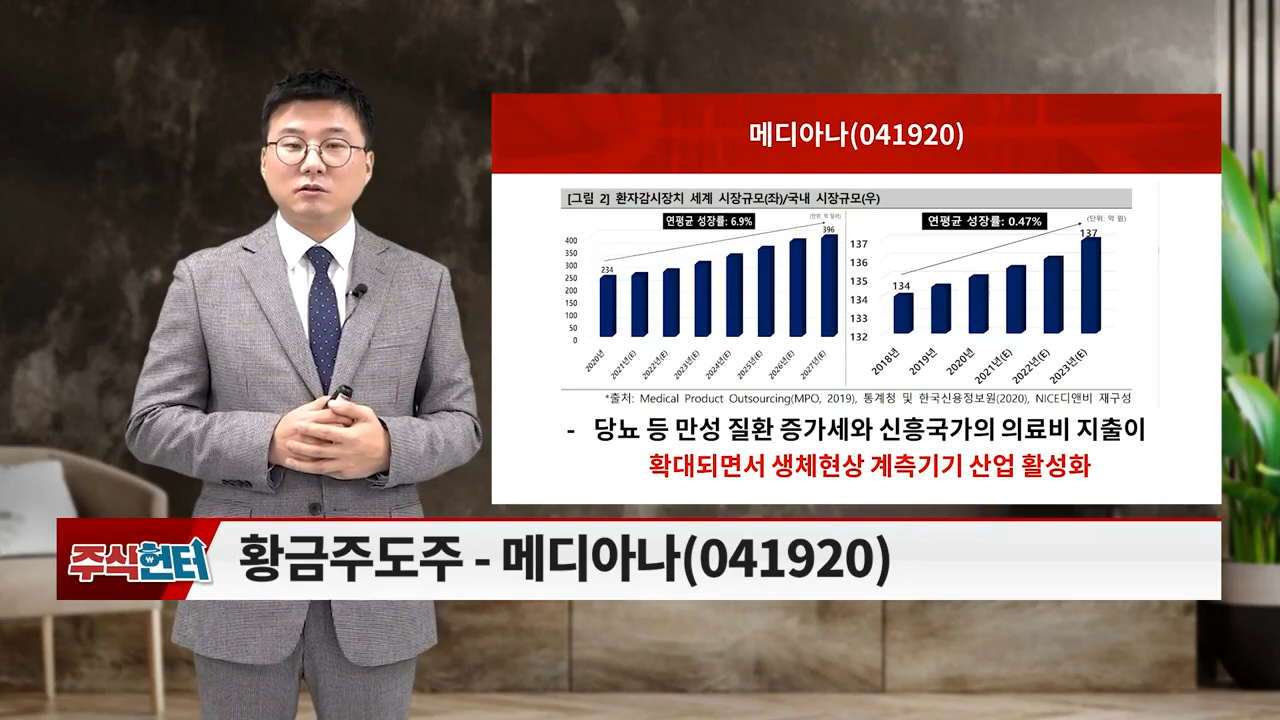 메디아나(041920)
[그림 2] 환자감시장치 세계 시장규모(좌)/국내 시장규모(우)
연평균 성장률: 6.9%
(단위: 억 달러)
396
234
400
350
300
250
200
150
100
50
0
2020년
2021년(E)
2022년(E)
2023년(E)
2024년(E)
2025년(E)
2026년(E)
2027년(E)
연평균 성장률: 0.47%
(단위: 억 원)
137
134
137
136
135
134
133
132
2018년
2019년
2020년
2021년(E)
2022년(E)
2023년(E)
*출처: Medical Product Outsourcing(MPO, 2019), 통계청 및 한국신용정보원(2020), NICE디앤비 재구성
- 당뇨 등 만성 질환 증가세와 신흥국가의 의료비 지출이
확대되면서 생체현상 계측기기 산업 활성화
주식헌터
황금주도주 - 메디아나(041920)